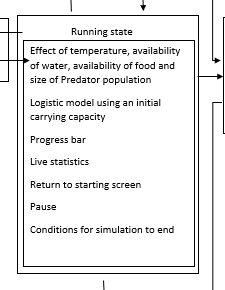 Running state
Effect of temperature, availability
of water, availability of food and
size of Predator population
Logistic model using an initial
carrying capacity
Progress bar
Live statistics
Return to starting screen
Pause
Conditions for simulation to end